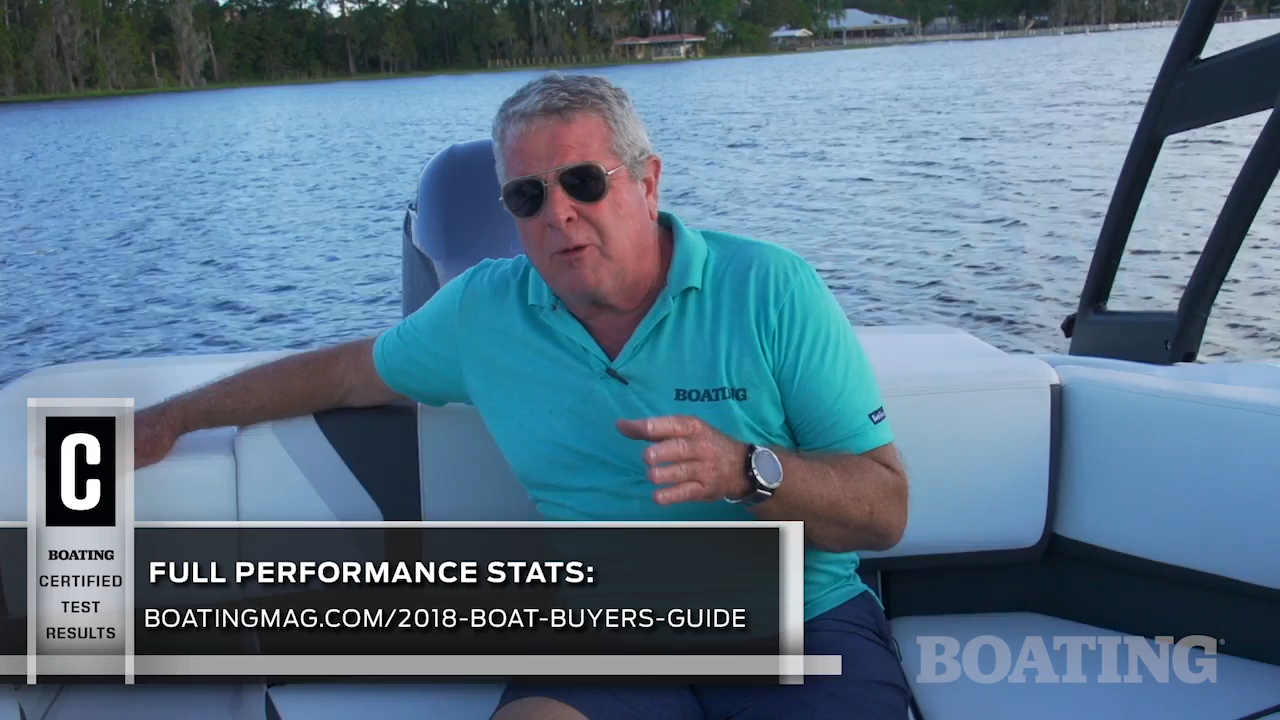 BOATING
C
BOATING
CERTIFIED
TEST
RESULTS
FULL PERFORMANCE STATS:
BOATINGMAG.COM/2018-BOAT-BUYERS-GUIDE
BOATING